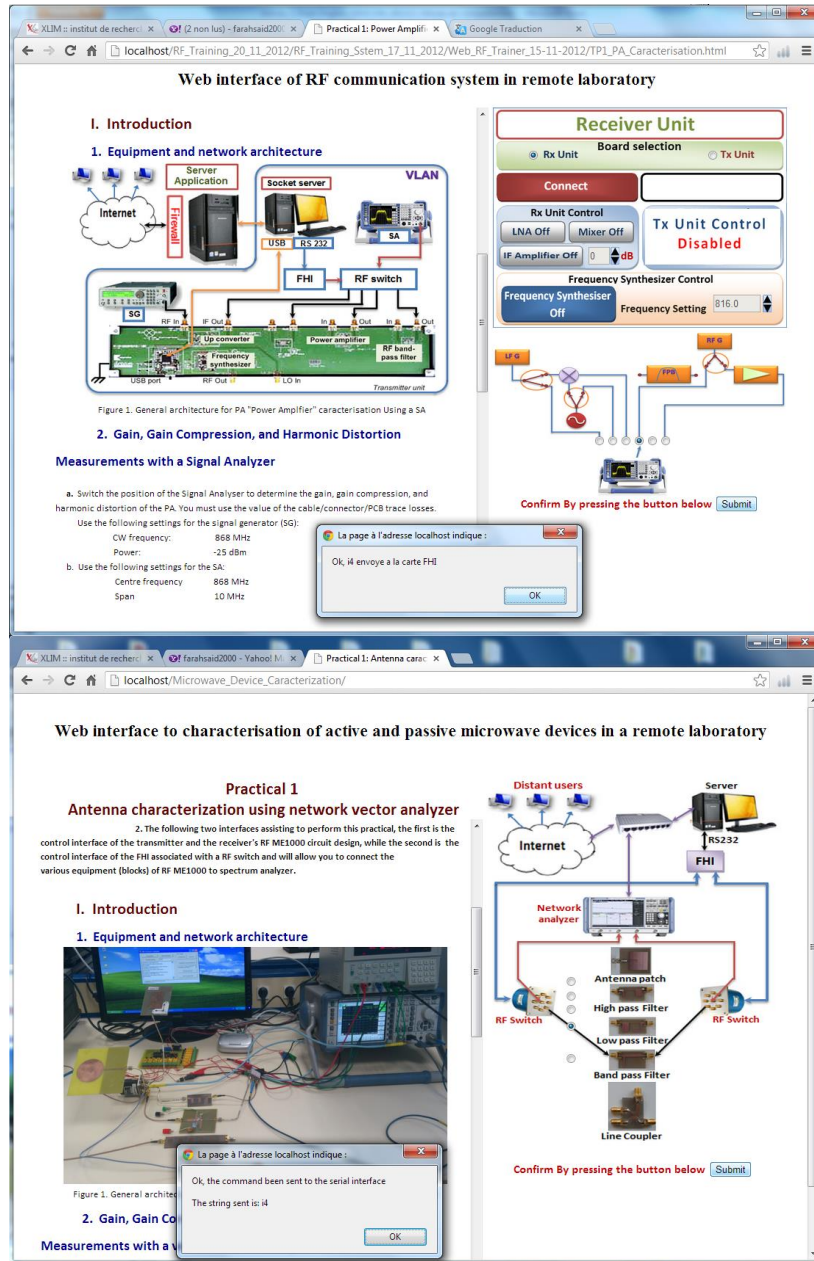 XLIM :: institut de recherc
(2 non lus) - farahsaid200
Practical 1: Power Amplifi
Google Traduction
localhost/RF_Training_20_11_2012/RF_Training_Sstem_17_11_2012/Web_RF_Trainer_15-11-2012/TP1_PA_Caracterisation.html
Web interface of RF communication system in remote laboratory
I. Introduction
1. Equipment and network architecture
Server
Application
Socket server
VLAN
Internet
Firewall
USB
RS 232
SA
FHI
RF switch
SG
RF In
IF Out
In
Out
In
Out
Up converter
Power amplifier
Frequency
synthesizer
RF band-
pass filter
USB port
RF Out
LO In
Transmitter unit
Figure 1. General architecture for PA "Power Amplfier" caracterisation Using a SA
2. Gain, Gain Compression, and Harmonic Distortion
Measurements with a Signal Analyzer
a. Switch the position of the Signal Analyser to determine the gain, gain compression, and
harmonic distortion of the PA. You must use the value of the cable/connector/PCB trace losses.
Use the following settings for the signal generator (SG):
CW frequency: 868 MHz
Power: -25 dBm
b. Use the following settings for the SA:
Centre frequency 868 MHz
Span 10 MHz
Receiver Unit
Board selection
Rx Unit
Tx Unit
Connect
Rx Unit Control
LNA Off
Mixer Off
IF Amplifier Off
0
dB
Tx Unit Control
Disabled
Frequency Synthesizer Control
Frequency Synthesiser
Off
Frequency Setting
816.0
LF G
RF G
FPB
Confirm By pressing the button below
Submit
La page à l'adresse localhost indique :
Ok, i4 envoye a la carte FHI
OK
XLIM :: institut de recherc
farahsaid2000 - Yahoo! M
Practical 1: Antenna carac
localhost/Microwave_Device_Caracterization/
Web interface to characterisation of active and passive microwave devices in a remote laboratory
Practical 1
Antenna characterization using network vector analyzer
2. The following two interfaces assisting to perform this practical, the first is the
control interface of the transmitter and the receiver's RF ME1000 circuit design, while the second is the
control interface of the FHI associated with a RF switch and will allow you to connect the
various equipment (blocks) of RF ME1000 to spectrum analyzer.
I. Introduction
1. Equipment and network architecture
Figure 1. General architec
2. Gain, Gain Co
Measurements with a v
Distant users
Server
Internet
RS232
FHI
Network
analyzer
Antenna patch
High pass Filter
RF Switch
RF Switch
Low pass Filter
Band pass Filter
Line Coupler
Confirm By pressing the button below
Submit
La page à l'adresse localhost indique :
Ok, the command been sent to the serial interface
The string sent is: i4
OK